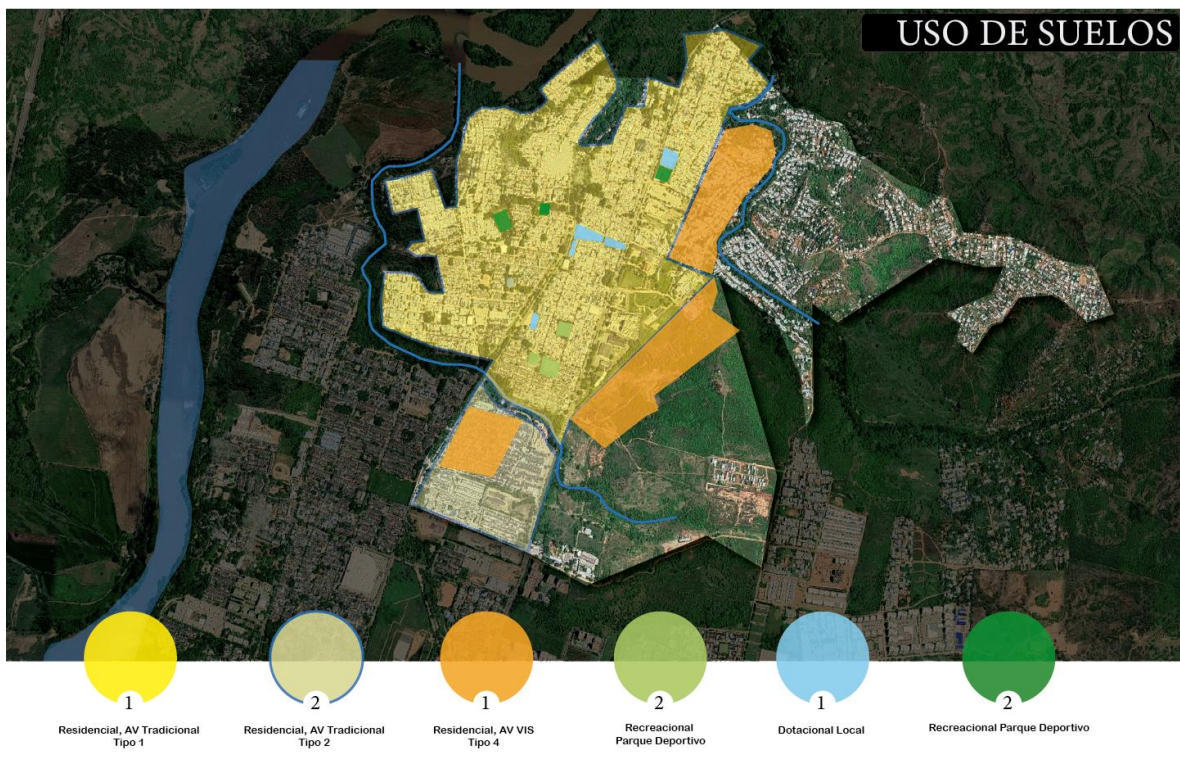 USO DE SUELOS
1
Residencial, AV Tradicional
Tipo 1
2
Residencial, AV Tradicional
Tipo 2
1
Residencial, AV VIS
Tipo 4
2
Recreacional
Parque Deportivo
1
Dotacional Local
2
Recreacional Parque Deportivo